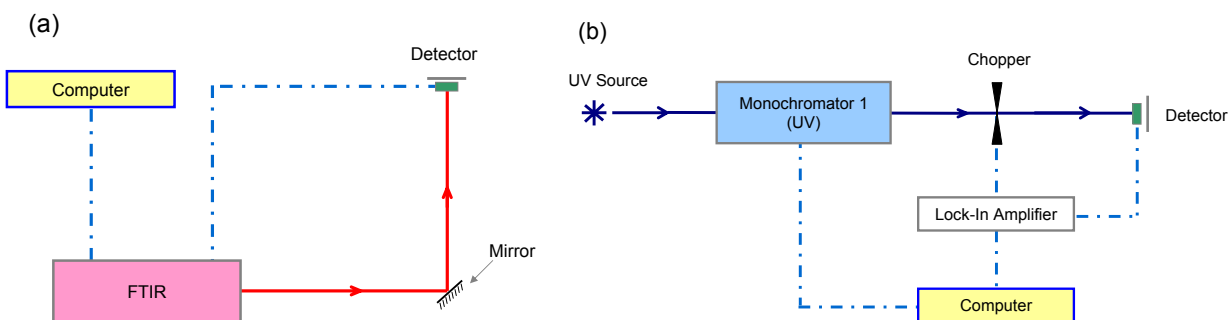 (a)
Detector
Computer
FTIR
Mirror
(b)
Chopper
UV Source
Monochromator 1
(UV)
Detector
Lock-In Amplifier
Computer